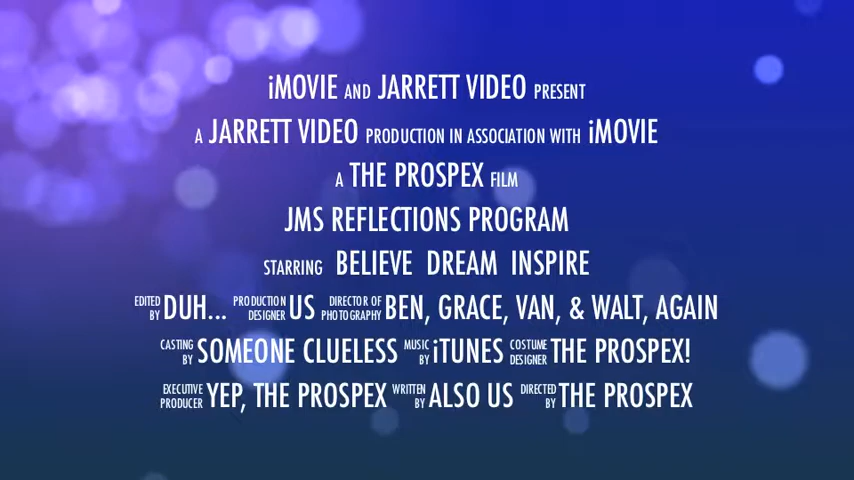 iMOVIE AND JARRETT VIDEO PRESENT
A JARRETT VIDEO PRODUCTION IN ASSOCIATION WITH iMOVIE
A THE PROSPEX FILM
JMS REFLECTIONS PROGRAM
STARRING BELIEVE DREAM INSPIRE
EDITED BY DUH... PRODUCTION DESIGNER US DIRECTOR OF PHOTOGRAPHY BEN, GRACE, VAN, & WALT, AGAIN
CASTING BY SOMEONE CLUELESS MUSIC BY iTUNES COSTUME DESIGNER THE PROSPEX!
EXECUTIVE PRODUCER YEP, THE PROSPEX WRITTEN BY ALSO US DIRECTED BY THE PROSPEX